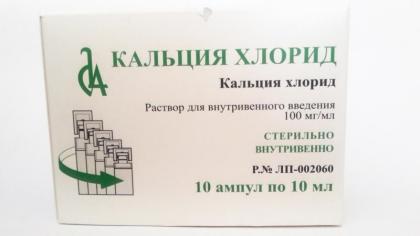 КАЛЬЦИЯ ХЛОРИД
Кальция хлорид
Раствор для внутривенного введения
100 мг/мл
СТЕРИЛЬНО
ВНУТРИВЕННО
Р.№ ЛП-002060
10 ампул по 10 мл